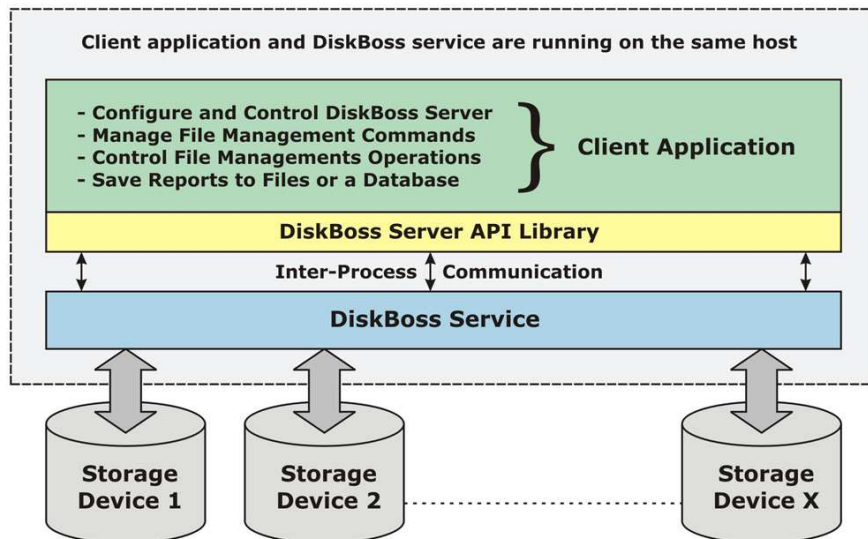 Client application and DiskBoss service are running on the same host
- Configure and Control DiskBoss Server
- Manage File Management Commands
- Control File Managements Operations
- Save Reports to Files or a Database
Client Application
DiskBoss Server API Library
Inter-Process Communication
DiskBoss Service
Storage
Device 1
Storage
Device 2
Storage
Device X